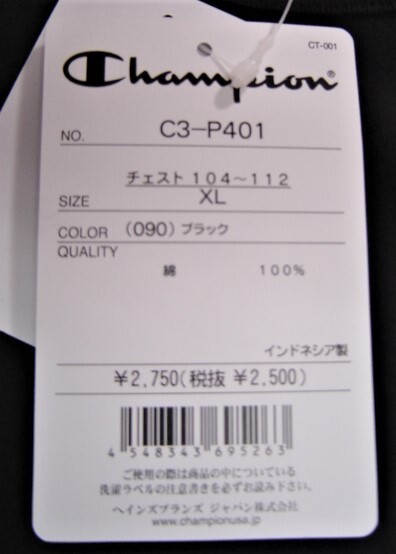 CT-001
Champion®
NO. C3-P401
チェスト 104～112
SIZE XL
COLOR (090) ブラック
QUALITY
綿 100%
インドネシア製
¥2,750(税抜 ¥2,500)
4 548343 695263
ご使用の際は商品の中についている
洗濯ラベルの注意書きを必ずお読み下さい。
ヘインズブランズ ジャパン株式会社
www.championusa.jp